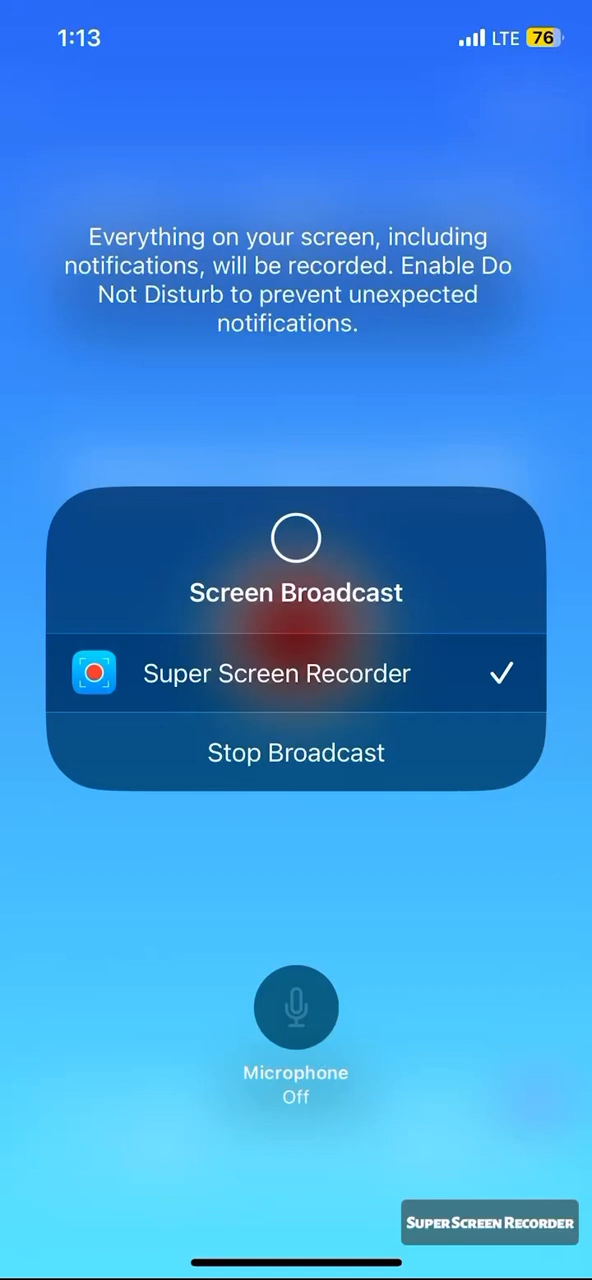 1:13
LTE 76
Everything on your screen, including
notifications, will be recorded. Enable Do
Not Disturb to prevent unexpected
notifications.
Screen Broadcast
Super Screen Recorder
Stop Broadcast
Microphone
Off
SUPER SCREEN RECORDER